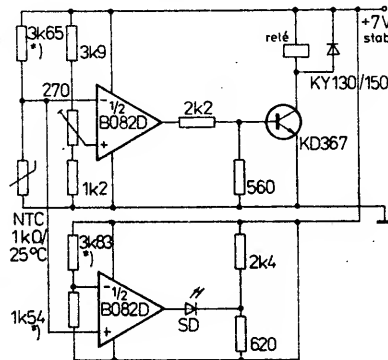 3k65
*)
3k9
270
1/2
B082D
-
+
1k2
NTC
1kΩ/
25°C
2k2
560
relé
+7V
stab
KY130/150
KD367
3k83
*)
1k54
*)
1/2
B082D
-
+
SD
2k4
620